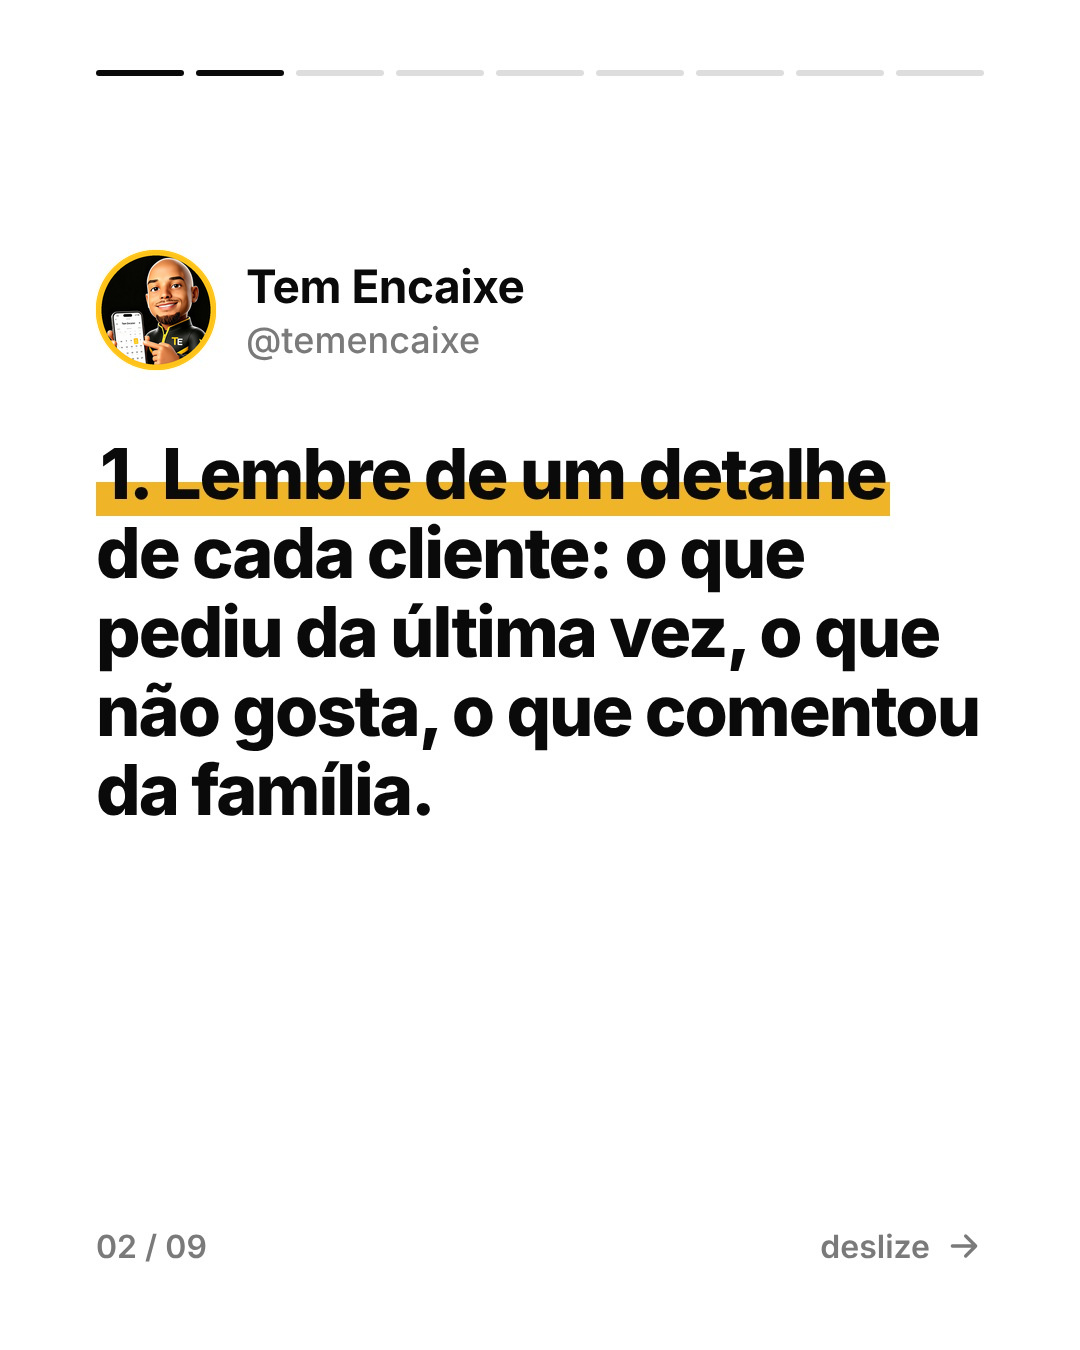 Tem Encaixe
@temencaixe
TE
1. Lembre de um detalhe
de cada cliente: o que
pediu da última vez, o que
não gosta, o que comentou
da família.
02 / 09
deslize →